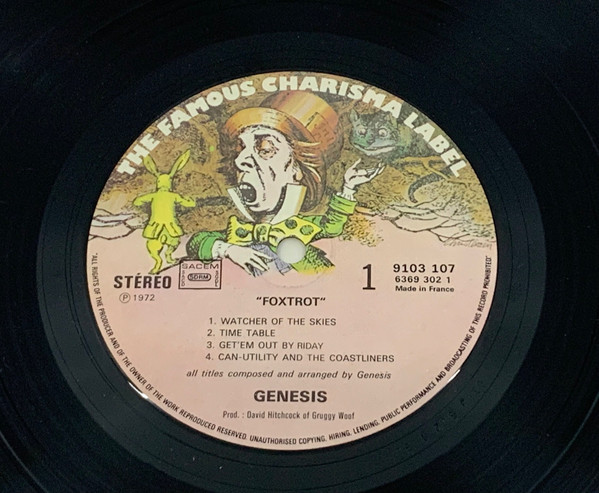 THE FAMOUS CHARISMA LABEL
STÉREO
℗ 1972
SACEM
SDRM
1
9103 107
6369 302 1
Made in France
"FOXTROT"
1. WATCHER OF THE SKIES
2. TIME TABLE
3. GET'EM OUT BY RIDAY
4. CAN-UTILITY AND THE COASTLINERS
all titles composed and arranged by Genesis
GENESIS
Prod. : David Hitchcock of Gruggy Woof
"ALL RIGHTS OF THE PRODUCER AND OF THE OWNER OF THE WORK REPRODUCED RESERVED. UNAUTHORISED COPYING, HIRING, LENDING, PUBLIC PERFORMANCE AND BROADCASTING OF THIS RECORD PROHIBITED"